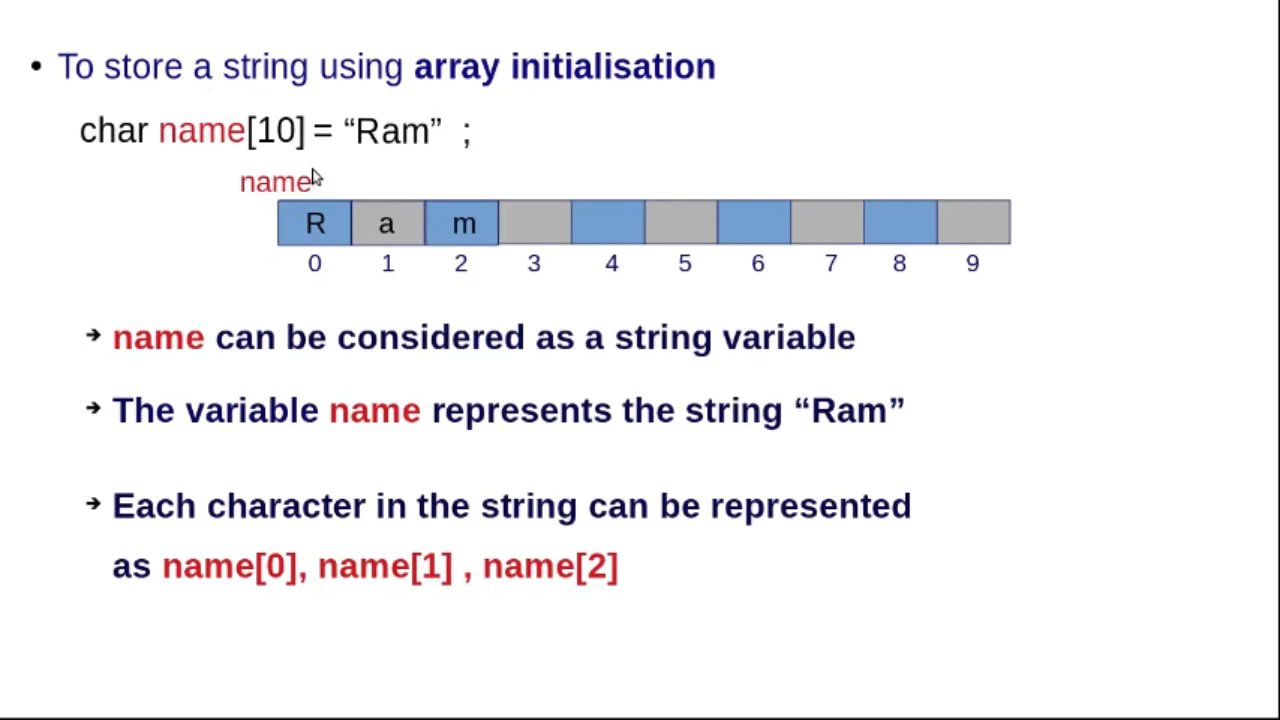 • To store a string using array initialisation
char name[10] = “Ram” ;
name
R a m
0 1 2 3 4 5 6 7 8 9
➔ name can be considered as a string variable
➔ The variable name represents the string “Ram”
➔ Each character in the string can be represented
as name[0], name[1] , name[2]